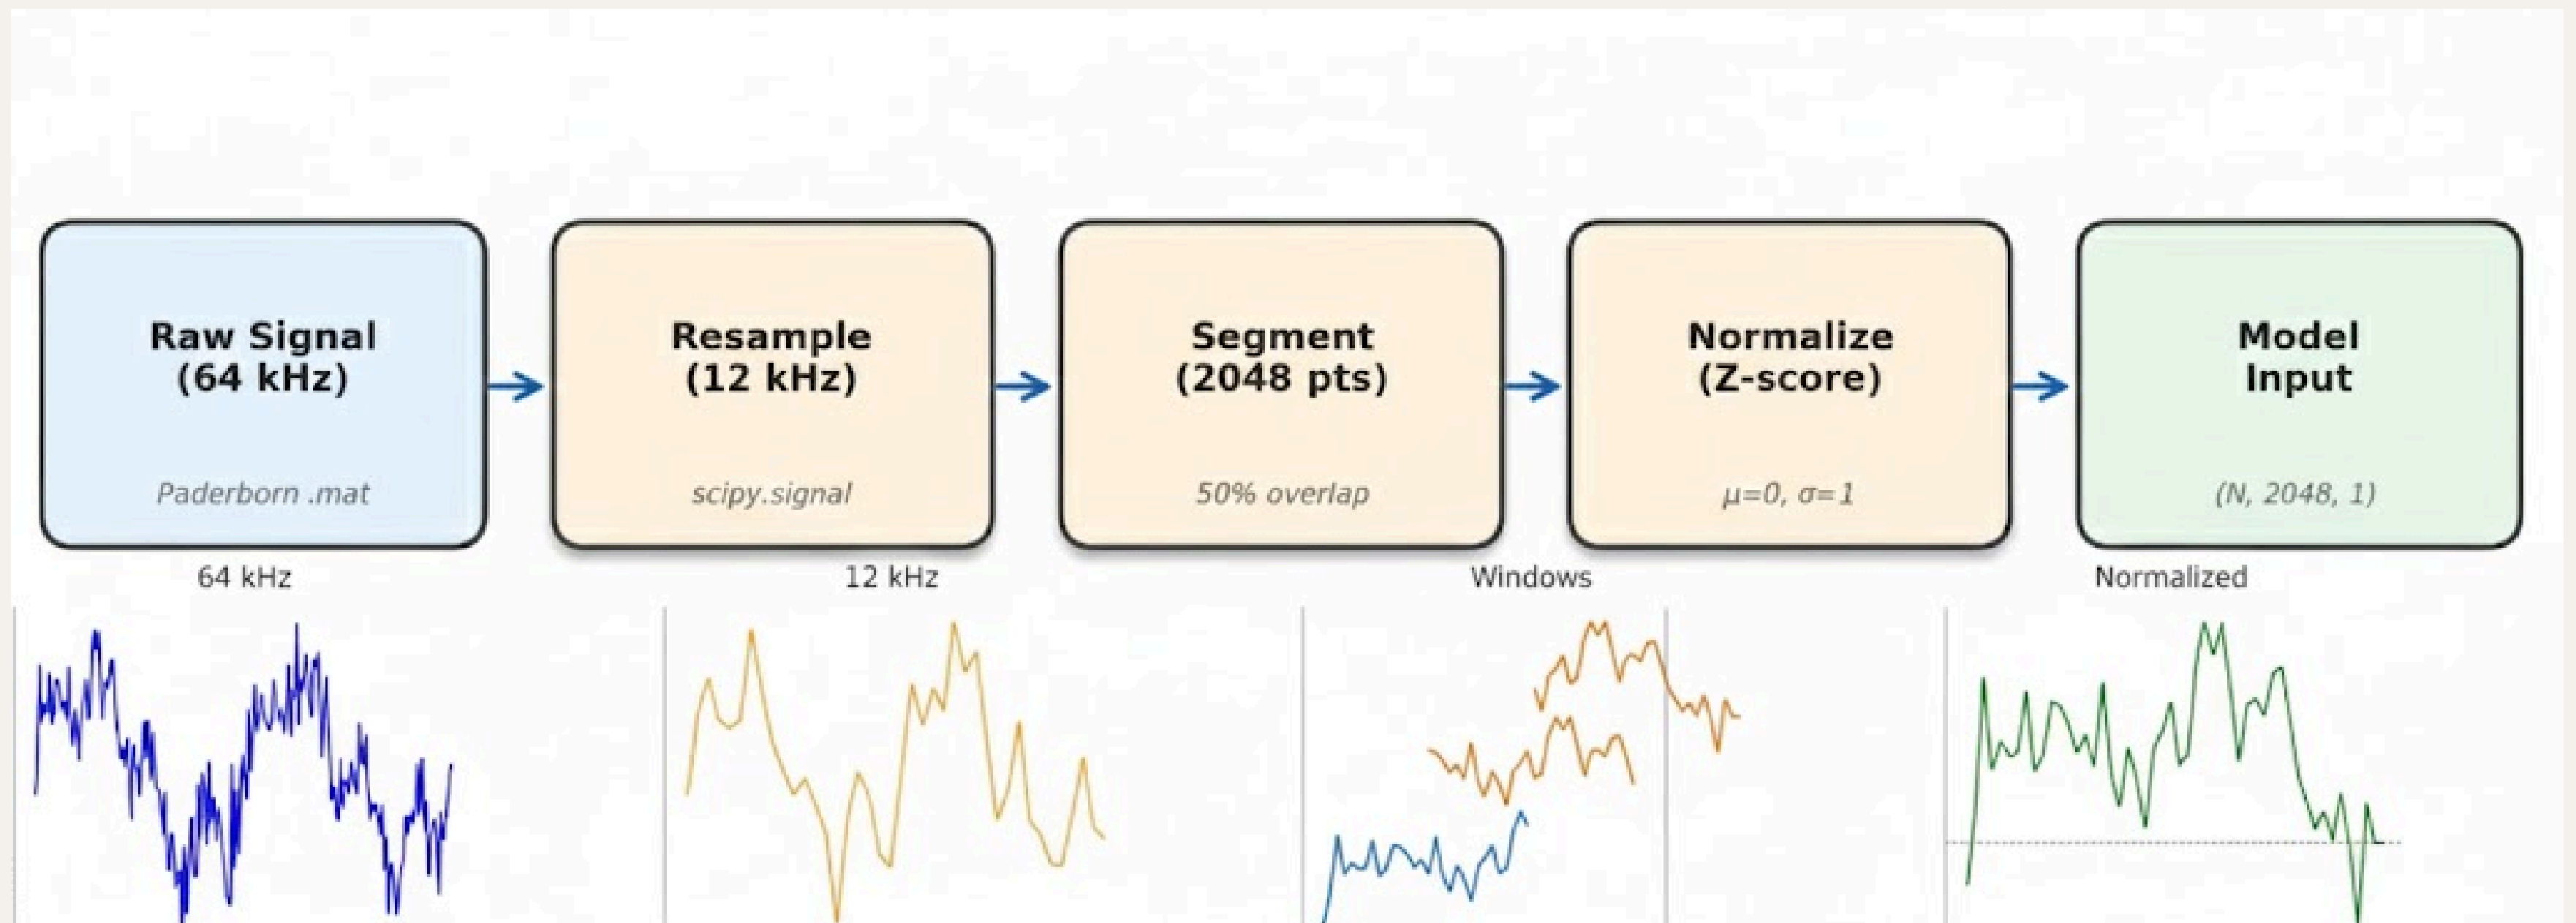 Raw Signal
(64 kHz)
Paderborn .mat
Resample
(12 kHz)
scipy.signal
Segment
(2048 pts)
50% overlap
Normalize
(Z-score)
μ=0, σ=1
Model
Input
(N, 2048, 1)
64 kHz
12 kHz
Windows
Normalized